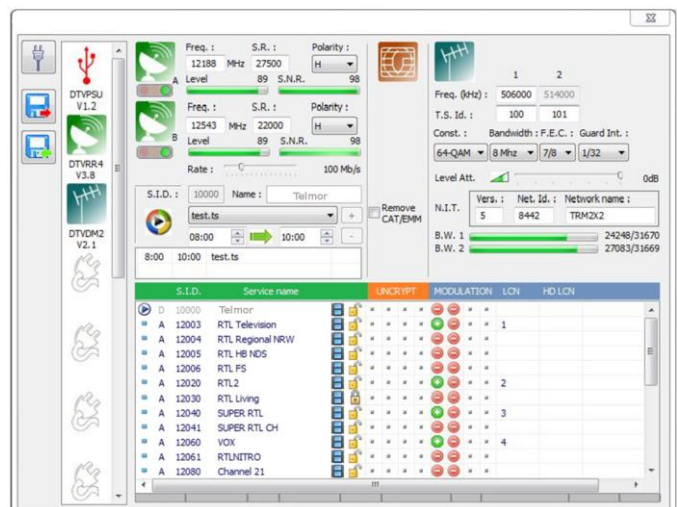 DTVPSU
V1.2
DTVRR4
V3.8
DTVDM2
V2.1
Freq. : S.R. : Polarity :
12188 MHz 27500 H
A Level 89 S.N.R. 98
Freq. : S.R. : Polarity :
12543 MHz 22000 H
B Level 89 S.N.R. 98
Rate : 100 Mb/s
S.I.D. : 10000 Name : Telmor
test.ts +
08:00 10:00 -
8:00 10:00 test.ts
Remove
CAT/EMM
1 2
Freq. (kHz) : 506000 514000
T.S. Id. : 100 101
Const. : Bandwidth : F.E.C. : Guard Int. :
64-QAM 8 Mhz 7/8 1/32
Level Att. 0dB
N.I.T. Vers. : Net. Id. : Network name :
5 8442 TRM2X2
B.W. 1 24248/31670
B.W. 2 27083/31669
S.I.D. Service name UNCRYPT MODULATION LCN HD LCN
D 10000 Telmor
A 12003 RTL Television 1
A 12004 RTL Regional NRW
A 12005 RTL HB NDS
A 12006 RTL FS
A 12020 RTL2 2
A 12030 RTL Living
A 12040 SUPER RTL 3
A 12041 SUPER RTL CH
A 12060 VOX 4
A 12061 RTLNITRO
A 12080 Channel 21